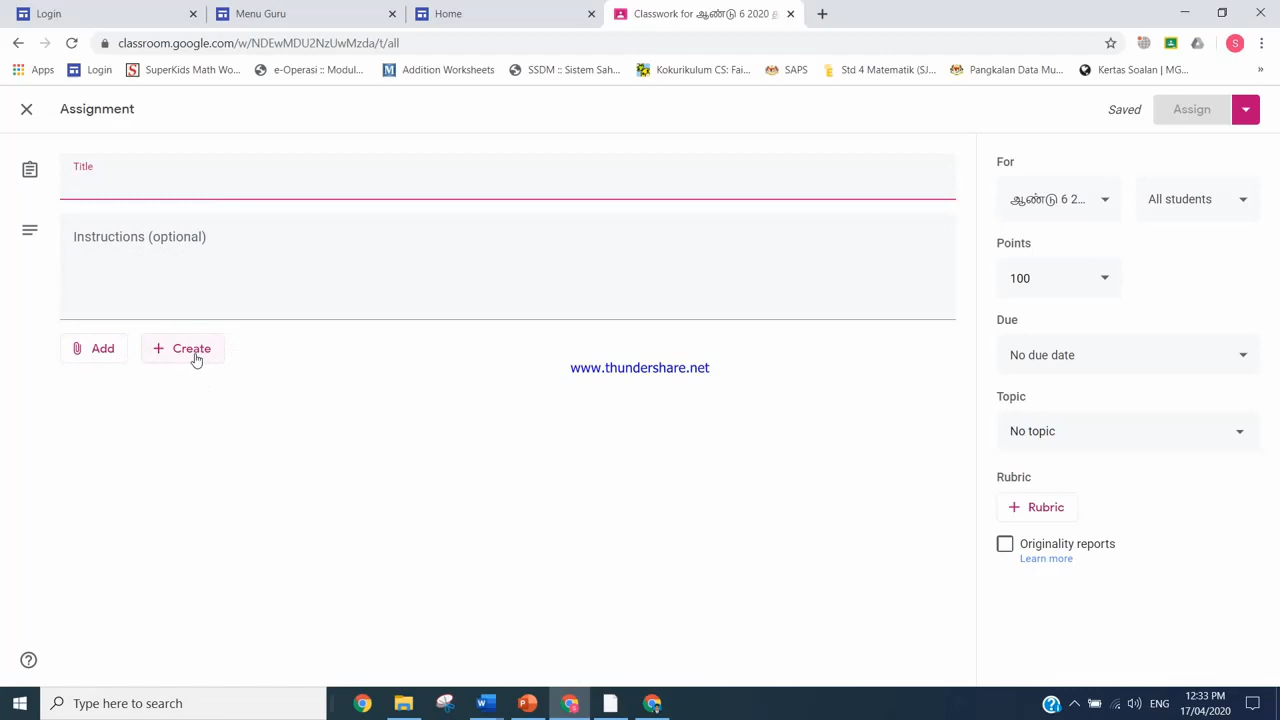 Login
Menu Guru
Home
Classwork for ஆண்டு 6 2020 த
classroom.google.com/w/NDEwMDU2NzUwMzda/t/all
S
Apps
Login
SuperKids Math Wo...
e-Operasi :: Modul...
Addition Worksheets
SSDM :: Sistem Sah...
Kokurikulum CS: Fai...
SAPS
Std 4 Matematik (SJ...
Pangkalan Data Mu...
Kertas Soalan | MG...
»
Assignment
Saved
Assign
Title
Instructions (optional)
Add
Create
www.thundershare.net
For
ஆண்டு 6 2...
All students
Points
100
Due
No due date
Topic
No topic
Rubric
Rubric
Originality reports
Learn more
Type here to search
ENG
12:33 PM
17/04/2020